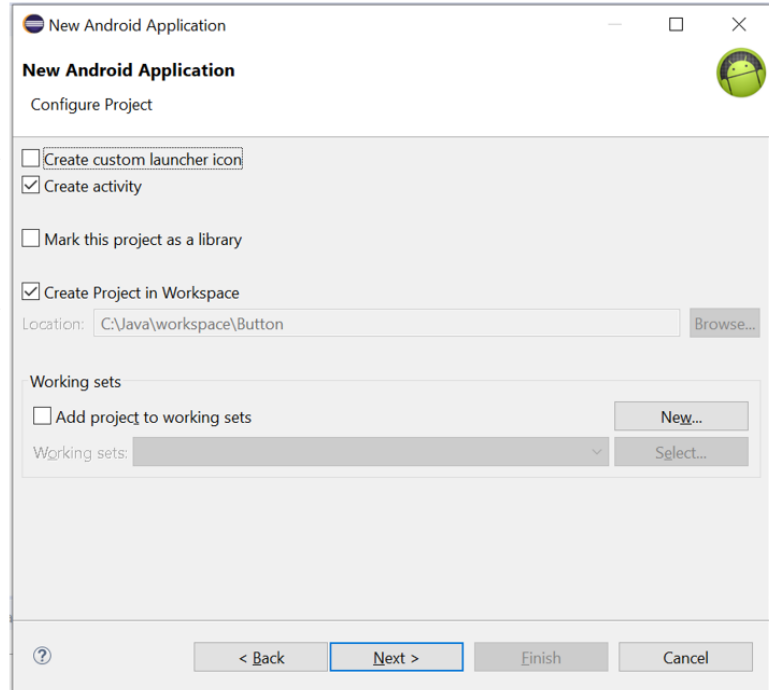 New Android Application
New Android Application
Configure Project
Create custom launcher icon
Create activity
Mark this project as a library
Create Project in Workspace
Location: C:\Java\workspace\Button Browse...
Working sets
Add project to working sets New...
Working sets: Select...
< Back Next > Finish Cancel